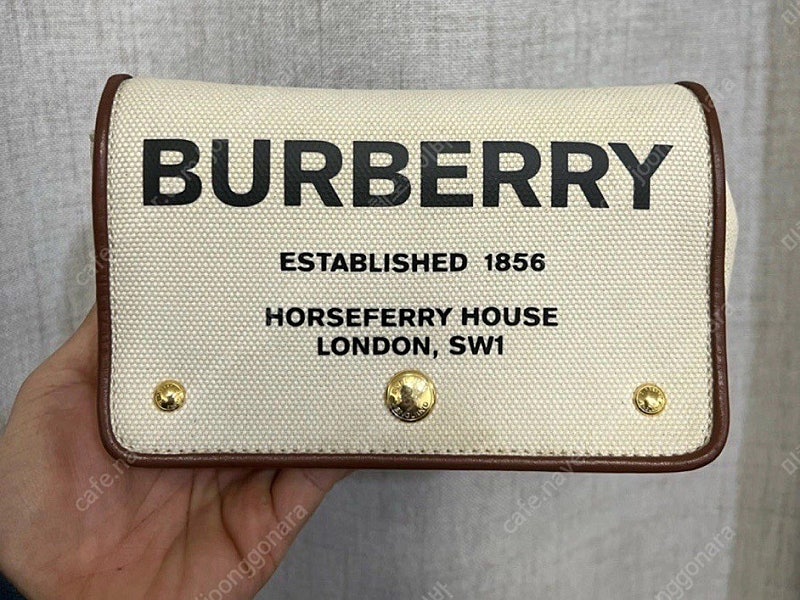 BURBERRY
ESTABLISHED 1856
HORSEFERRY HOUSE
LONDON, SW1